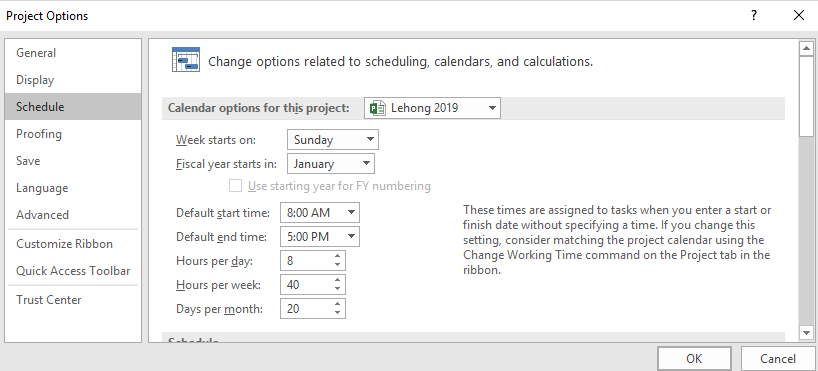 Project Options
General
Display
Schedule
Proofing
Save
Language
Advanced
Customize Ribbon
Quick Access Toolbar
Trust Center
Change options related to scheduling, calendars, and calculations.
Calendar options for this project: Lehong 2019
Week starts on: Sunday
Fiscal year starts in: January
Use starting year for FY numbering
Default start time: 8:00 AM
Default end time: 5:00 PM
Hours per day: 8
Hours per week: 40
Days per month: 20
These times are assigned to tasks when you enter a start or
finish date without specifying a time. If you change this
setting, consider matching the project calendar using the
Change Working Time command on the Project tab in the
ribbon.
Schedule
OK Cancel